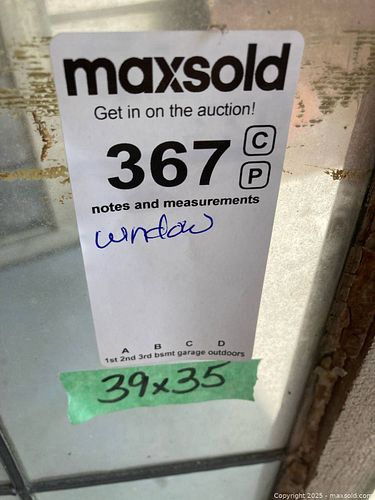 maxsold
Get in on the auction!
367 C
P
notes and measurements
window
A B C D
1st 2nd 3rd bsmt garage outdoors
39x35
Copyright 2025 - maxsold.com